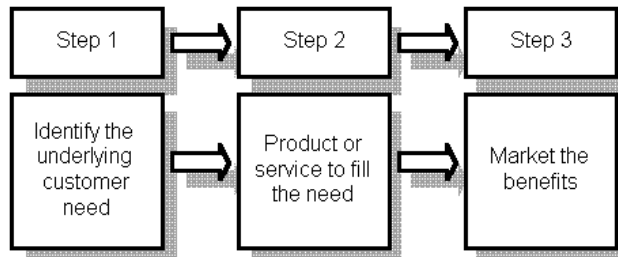 Step 1
Step 2
Step 3
Identify the
underlying
customer
need
Product or
service to fill
the need
Market the
benefits